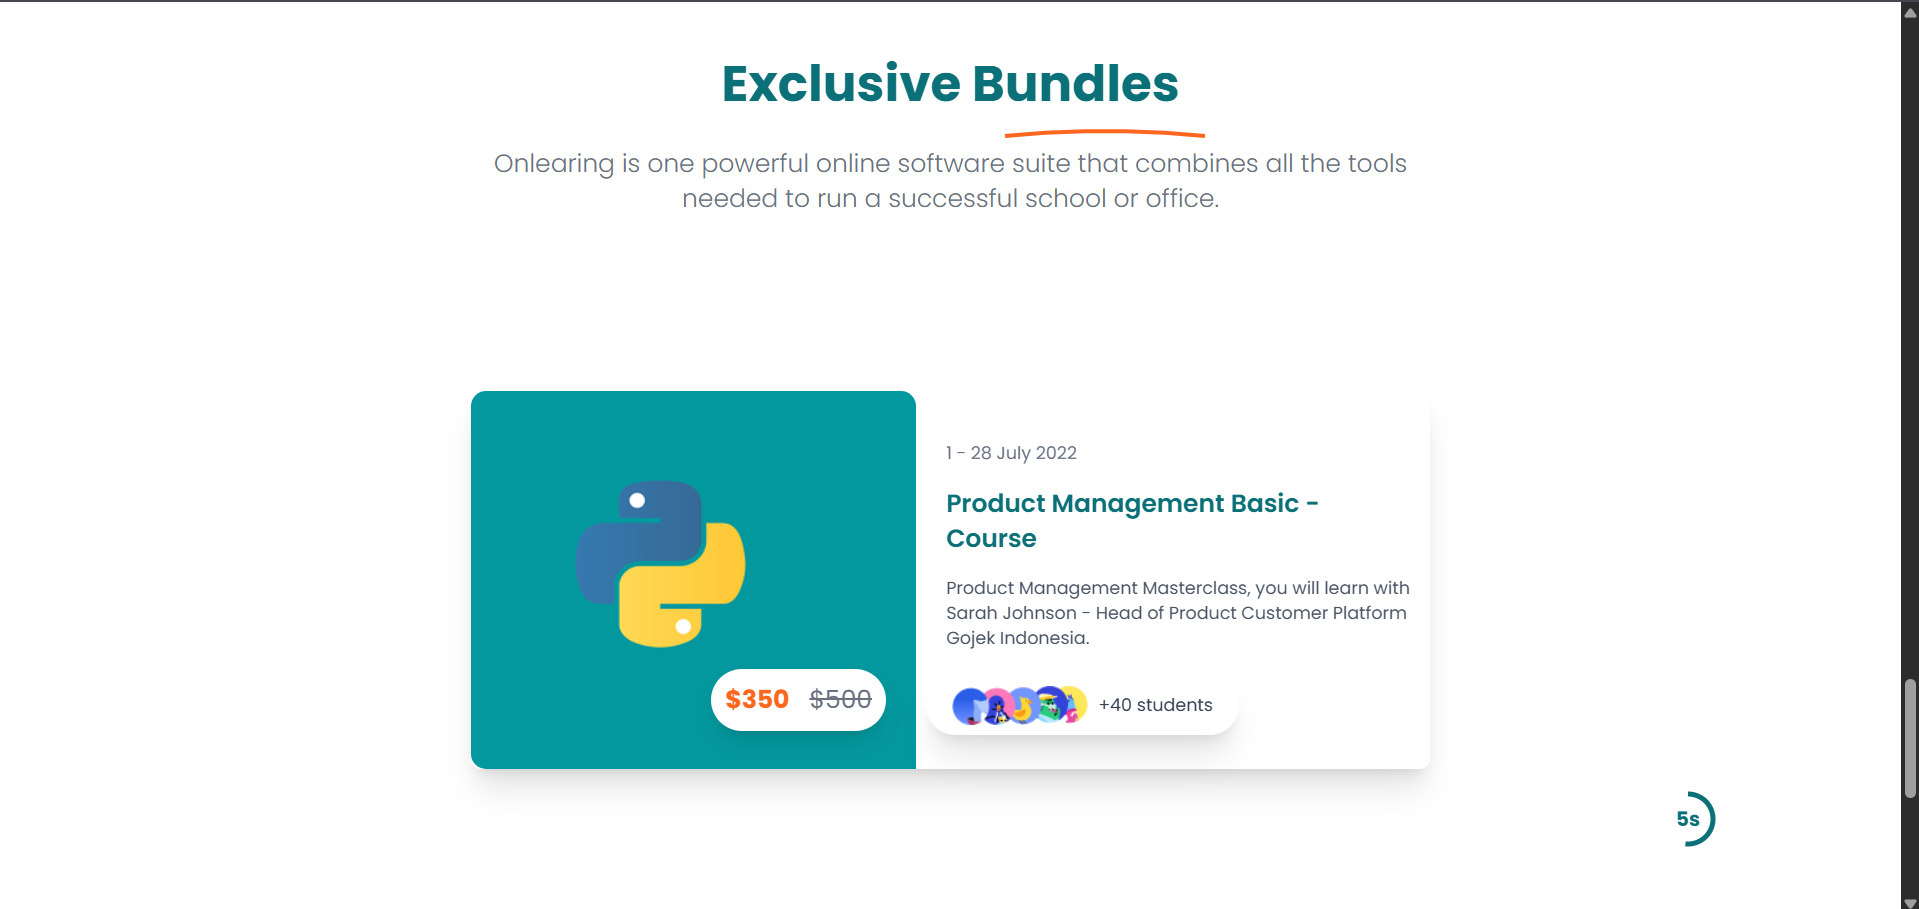 Exclusive Bundles
Onlearing is one powerful online software suite that combines all the tools
needed to run a successful school or office.
1 - 28 July 2022
Product Management Basic -
Course
Product Management Masterclass, you will learn with
Sarah Johnson - Head of Product Customer Platform
Gojek Indonesia.
$350 $500
+40 students
5s